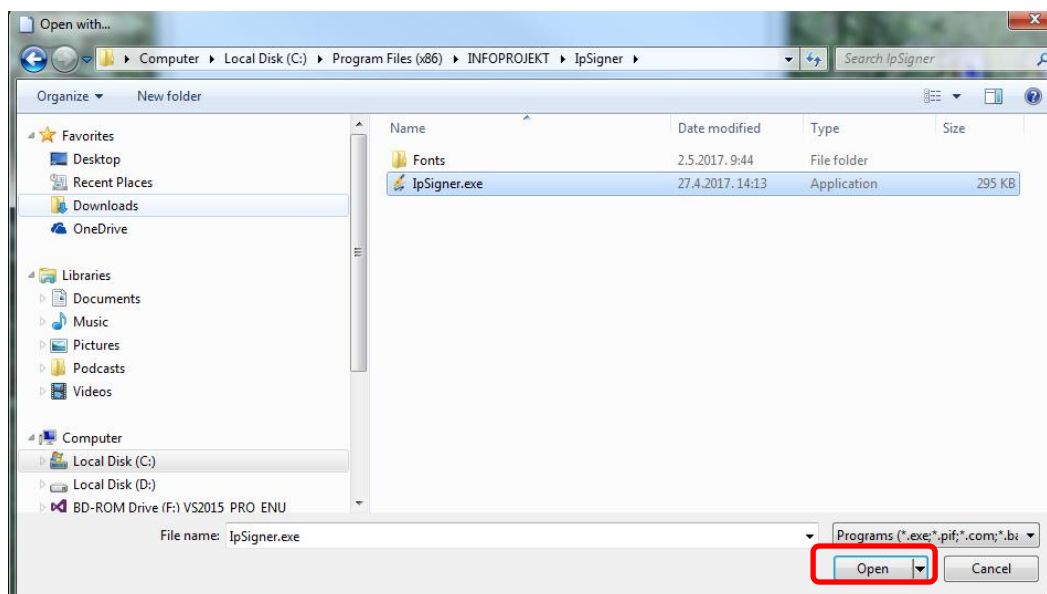 Open with...
Computer Local Disk (C:) Program Files (x86) INFOPROJEKT IpSigner
Search IpSigner
Organize New folder
Favorites
Desktop
Recent Places
Downloads
OneDrive
Libraries
Documents
Music
Pictures
Podcasts
Videos
Computer
Local Disk (C:)
Local Disk (D:)
BD-ROM Drive (F:) VS2015_PRO_ENU
Name Date modified Type Size
Fonts 2.5.2017. 9:44 File folder
IpSigner.exe 27.4.2017. 14:13 Application 295 KB
File name: IpSigner.exe
Programs (*.exe;*.pif;*.com;*.ba
Open Cancel